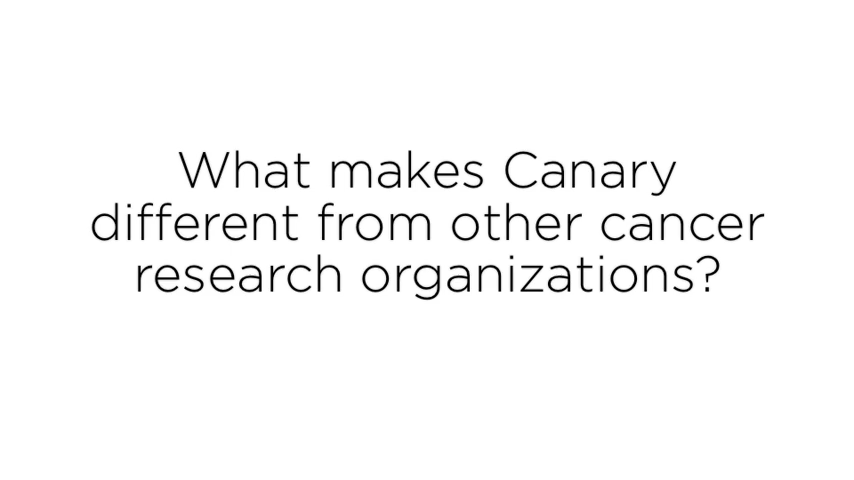 What makes Canary
different from other cancer
research organizations?